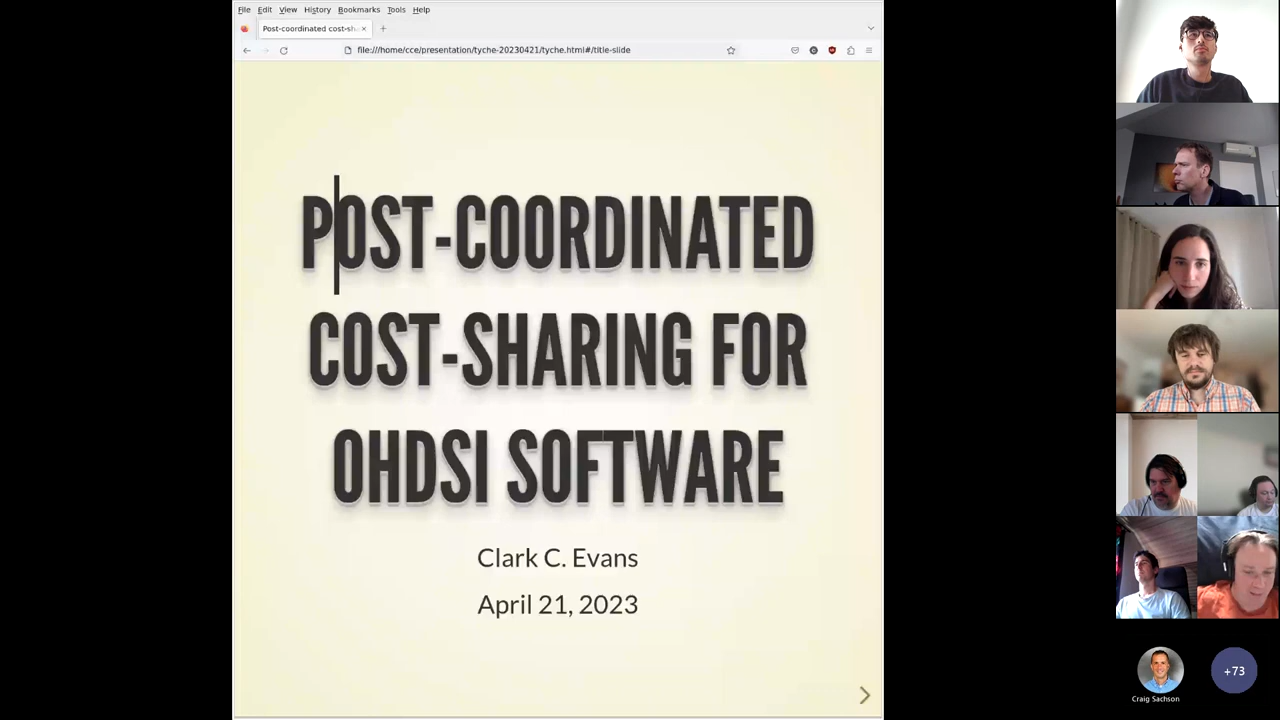 File Edit View History Bookmarks Tools Help
Post-coordinated cost-sh
file:///home/cce/presentation/tyche-20230421/tyche.html#/title-slide
POST-COORDINATED
COST-SHARING FOR
OHDSI SOFTWARE
Clark C. Evans
April 21, 2023
Craig Sachson
+73